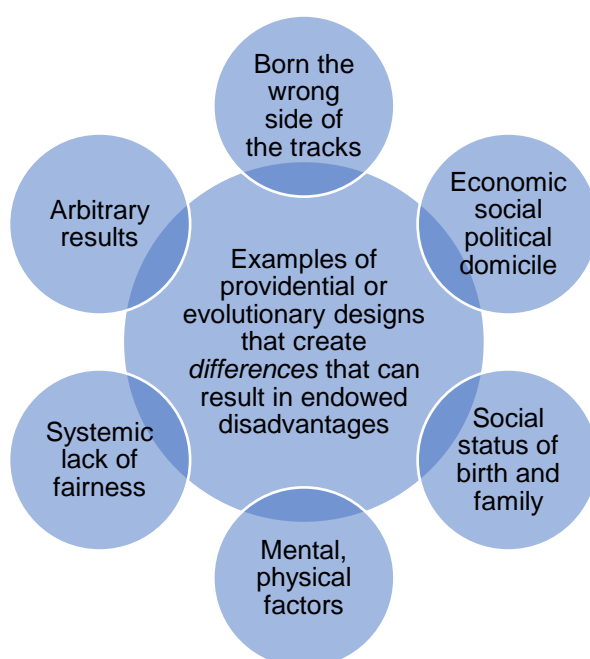 Born the
wrong
side of
the tracks
Economic
social
political
domicile
Social
status of
birth and
family
Mental,
physical
factors
Systemic
lack of
fairness
Arbitrary
results
Examples of
providential or
evolutionary designs
that create
differences that can
result in endowed
disadvantages